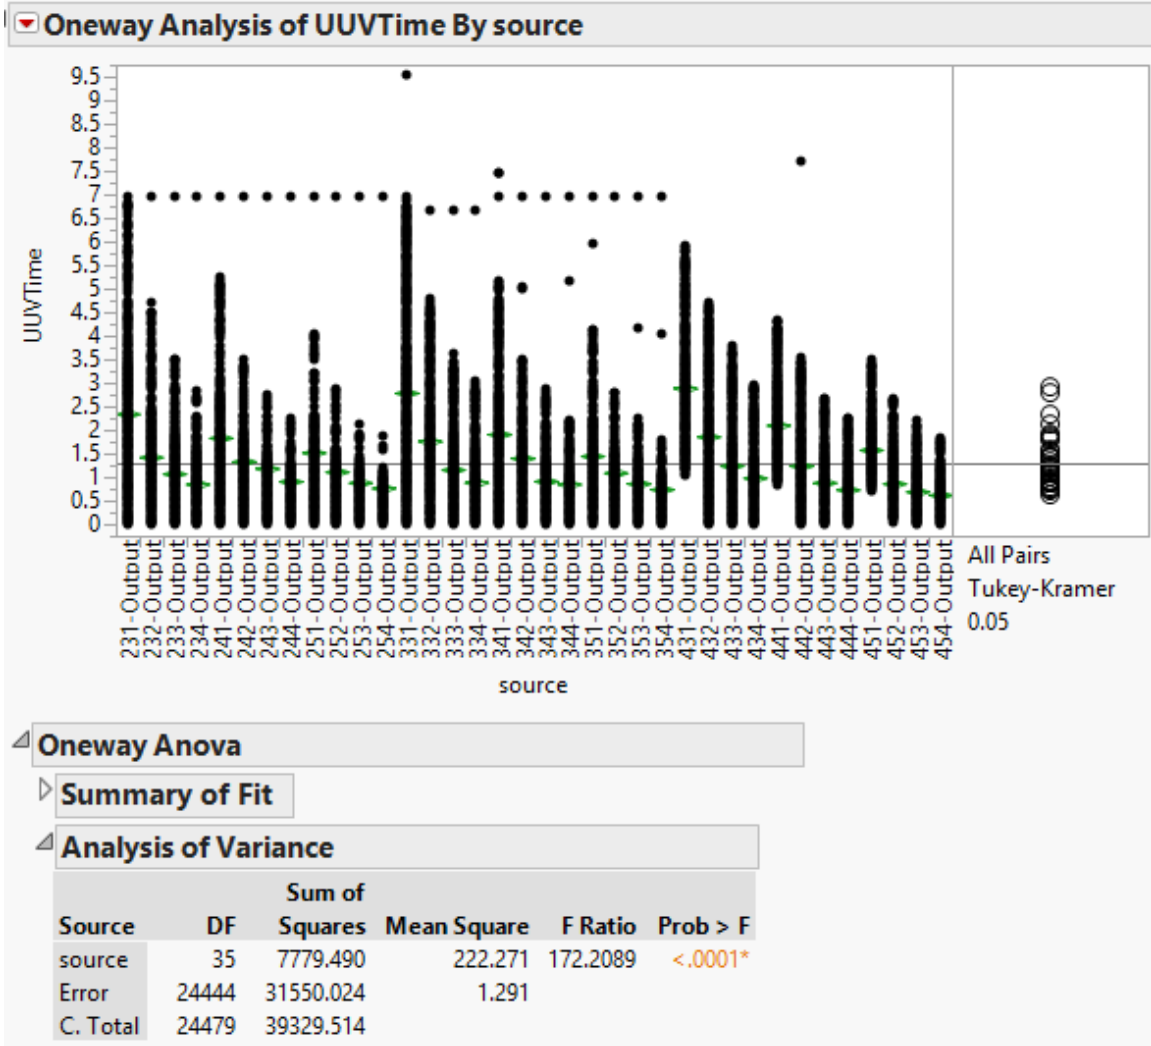 Oneway Analysis of UUVTime By source
9.5
9
8.5
8
7.5
7
6.5
6
5.5
5
4.5
4
3.5
3
2.5
2
1.5
1
0.5
0
UUVTime
231-Output
232-Output
233-Output
234-Output
241-Output
242-Output
243-Output
244-Output
251-Output
252-Output
253-Output
254-Output
331-Output
332-Output
333-Output
334-Output
341-Output
342-Output
343-Output
344-Output
351-Output
352-Output
353-Output
354-Output
431-Output
432-Output
433-Output
434-Output
441-Output
442-Output
443-Output
444-Output
451-Output
452-Output
453-Output
454-Output
source
All Pairs
Tukey-Kramer
0.05
Oneway Anova
Summary of Fit
Analysis of Variance
Sum of
Source DF Squares Mean Square F Ratio Prob > F
source 35 7779.490 222.271 172.2089 <.0001*
Error 24444 31550.024 1.291
C. Total 24479 39329.514